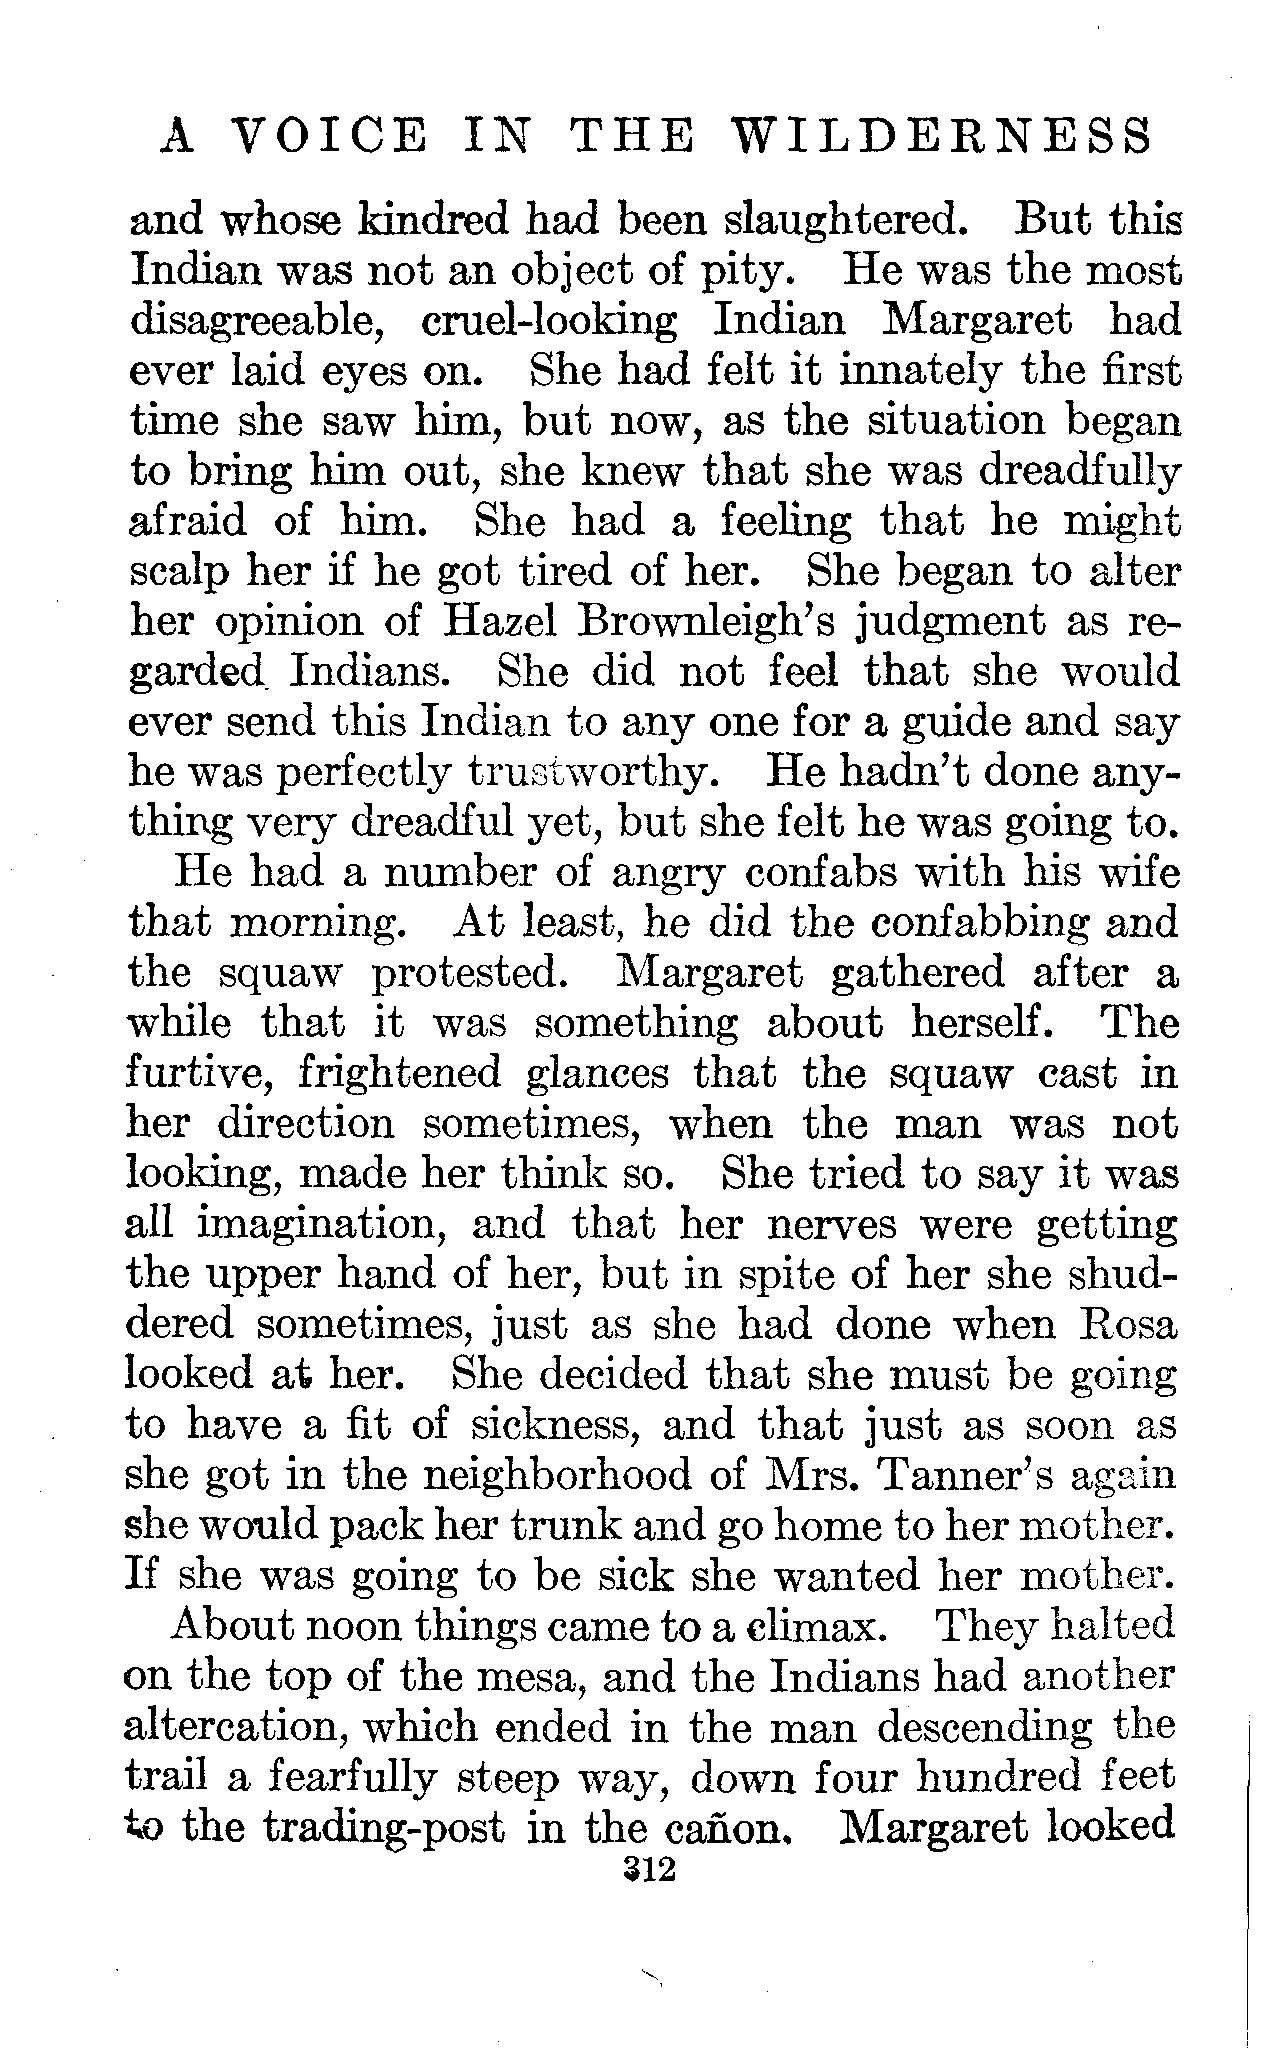 A VOICE IN THE WILDERNESS
and whose kindred had been slaughtered. But this
Indian was not an object of pity. He was the most
disagreeable, cruel-looking Indian Margaret had
ever laid eyes on. She had felt it innately the first
time she saw him, but now, as the situation began
to bring him out, she knew that she was dreadfully
afraid of him. She had a feeling that he might
scalp her if he got tired of her. She began to alter
her opinion of Hazel Brownleigh's judgment as re-
garded Indians. She did not feel that she would
ever send this Indian to any one for a guide and say
he was perfectly trustworthy. He hadn't done any-
thing very dreadful yet, but she felt he was going to.
He had a number of angry confabs with his wife
that morning. At least, he did the confabbing and
the squaw protested. Margaret gathered after a
while that it was something about herself. The
furtive, frightened glances that the squaw cast in
her direction sometimes, when the man was not
looking, made her think so. She tried to say it was
all imagination, and that her nerves were getting
the upper hand of her, but in spite of her she shud-
dered sometimes, just as she had done when Rosa
looked at her. She decided that she must be going
to have a fit of sickness, and that just as soon as
she got in the neighborhood of Mrs. Tanner's again
she would pack her trunk and go home to her mother.
If she was going to be sick she wanted her mother.
About noon things came to a climax. They halted
on the top of the mesa, and the Indians had another
altercation, which ended in the man descending the
trail a fearfully steep way, down four hundred feet
to the trading-post in the cañon. Margaret looked
312